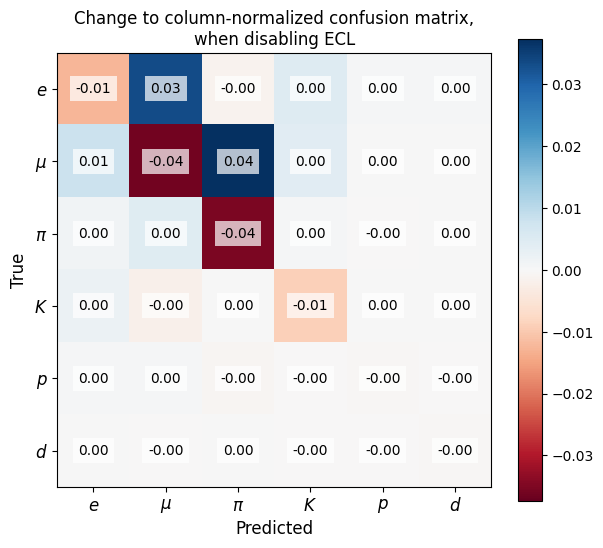 Change to column-normalized confusion matrix,
when disabling ECL
e -0.01 0.03 -0.00 0.00 0.00 0.00
μ 0.01 -0.04 0.04 0.00 0.00 0.00
π 0.00 0.00 -0.04 0.00 -0.00 0.00
K 0.00 -0.00 0.00 -0.01 0.00 0.00
p 0.00 0.00 -0.00 -0.00 -0.00 -0.00
d 0.00 -0.00 0.00 -0.00 -0.00 -0.00
e μ π K p d
Predicted
True
0.03
0.02
0.01
0.00
−0.01
−0.02
−0.03